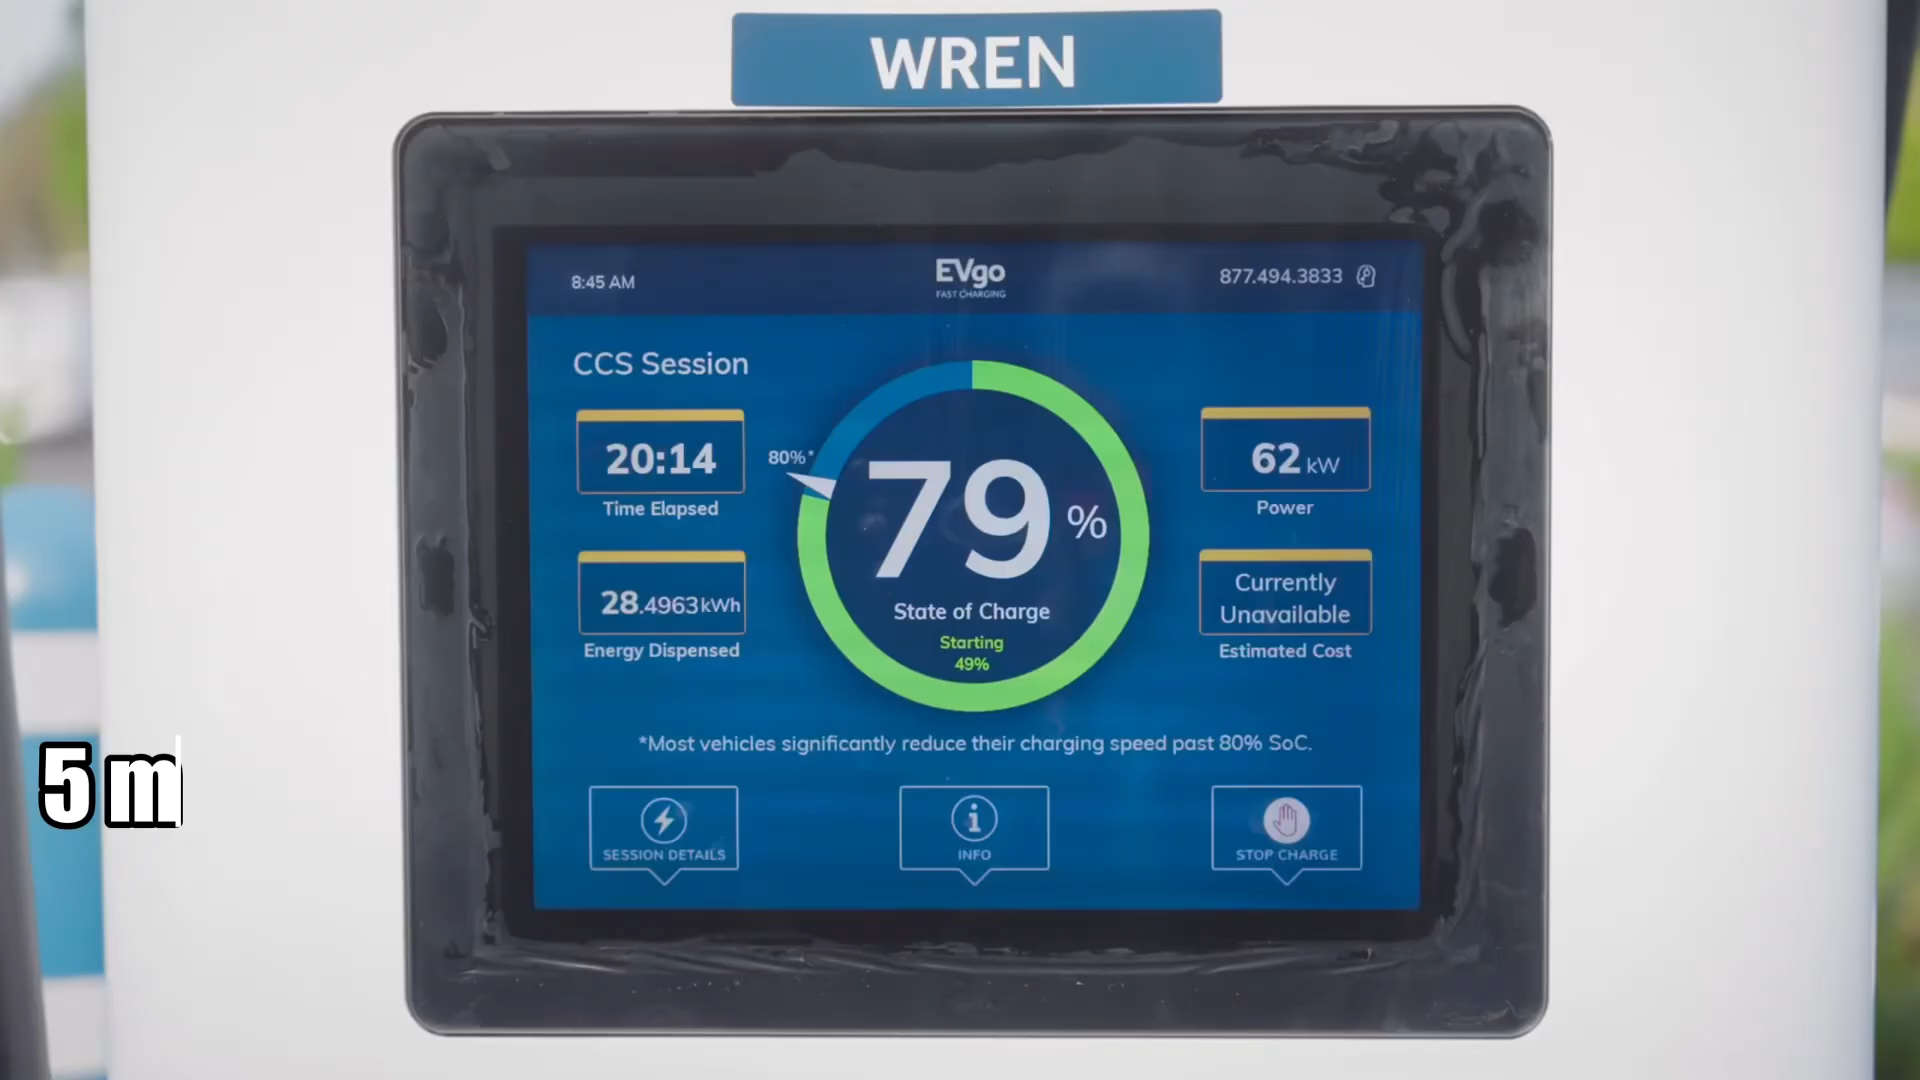 WREN
8:45 AM
EVgo
FAST CHARGING
877.494.3833
CCS Session
20:14
Time Elapsed
28.4963kWh
Energy Dispensed
80%*
79%
State of Charge
Starting
49%
62 kW
Power
Currently
Unavailable
Estimated Cost
*Most vehicles significantly reduce their charging speed past 80% SoC.
SESSION DETAILS
INFO
STOP CHARGE
5 m